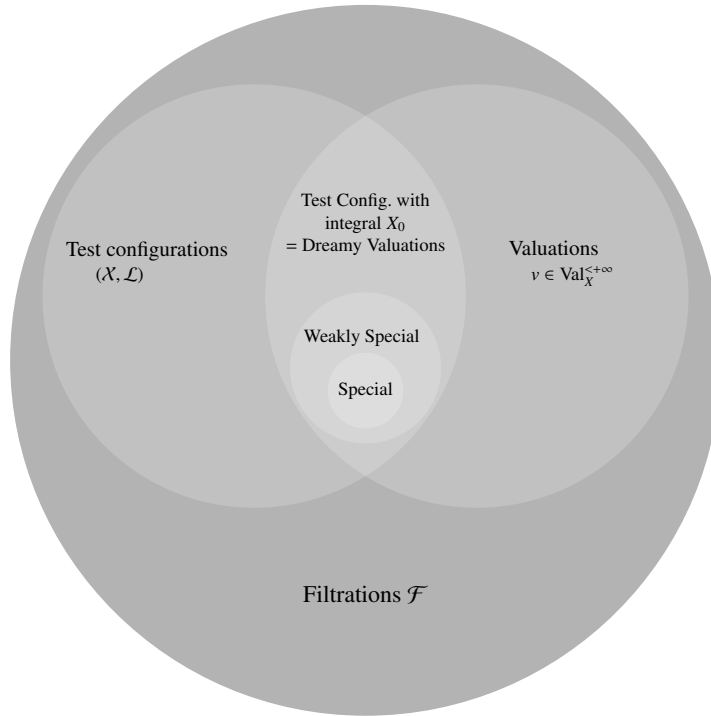 Test Config. with
integral X₀
= Dreamy Valuations
Test configurations
(𝒳, ℒ)
Valuations
v ∈ Val_X^{<+∞}
Weakly Special
Special
Filtrations ℱ